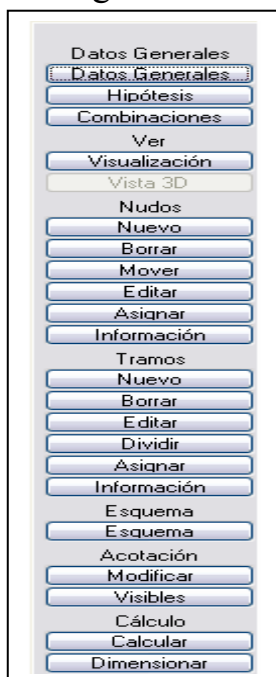 Datos Generales
Datos Generales
Hipótesis
Combinaciones
Ver
Visualización
Vista 3D
Nudos
Nuevo
Borrar
Mover
Editar
Asignar
Información
Tramos
Nuevo
Borrar
Editar
Dividir
Asignar
Información
Esquema
Esquema
Acotación
Modificar
Visibles
Cálculo
Calcular
Dimensionar